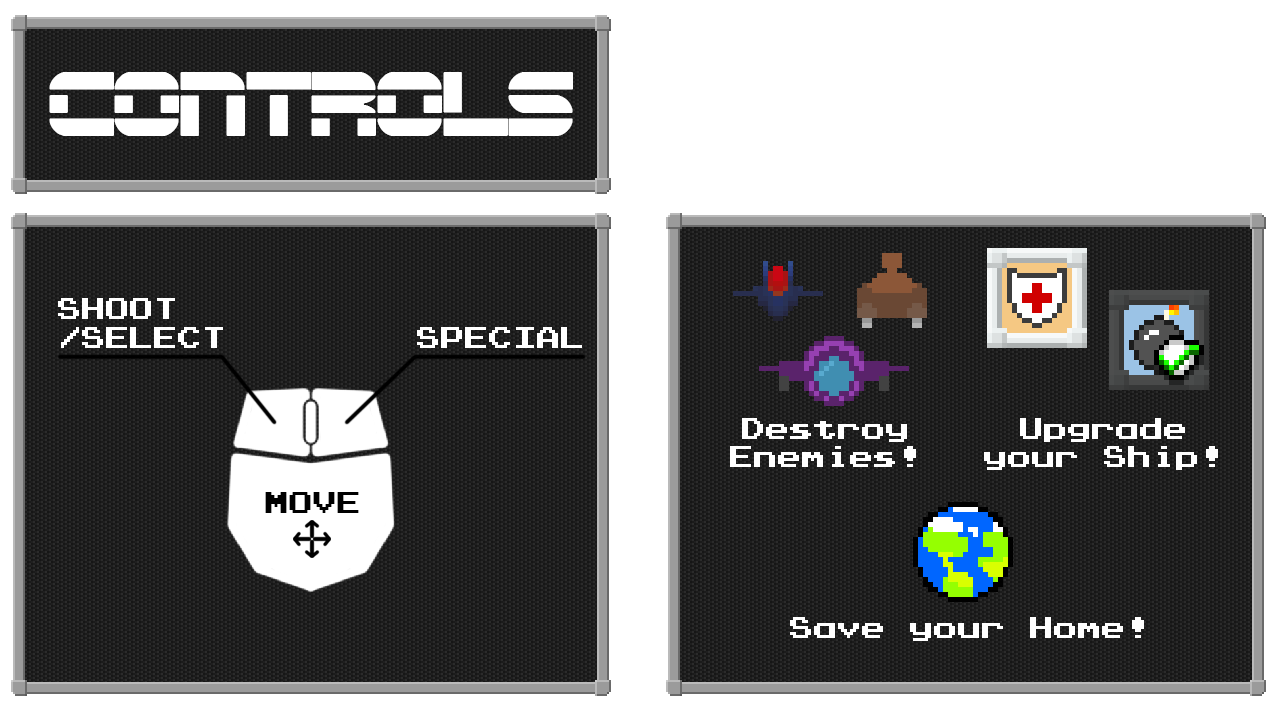 CONTROLS
SHOOT
/SELECT
SPECIAL
MOVE
Destroy
Enemies!
Upgrade
your Ship!
Save your Home!